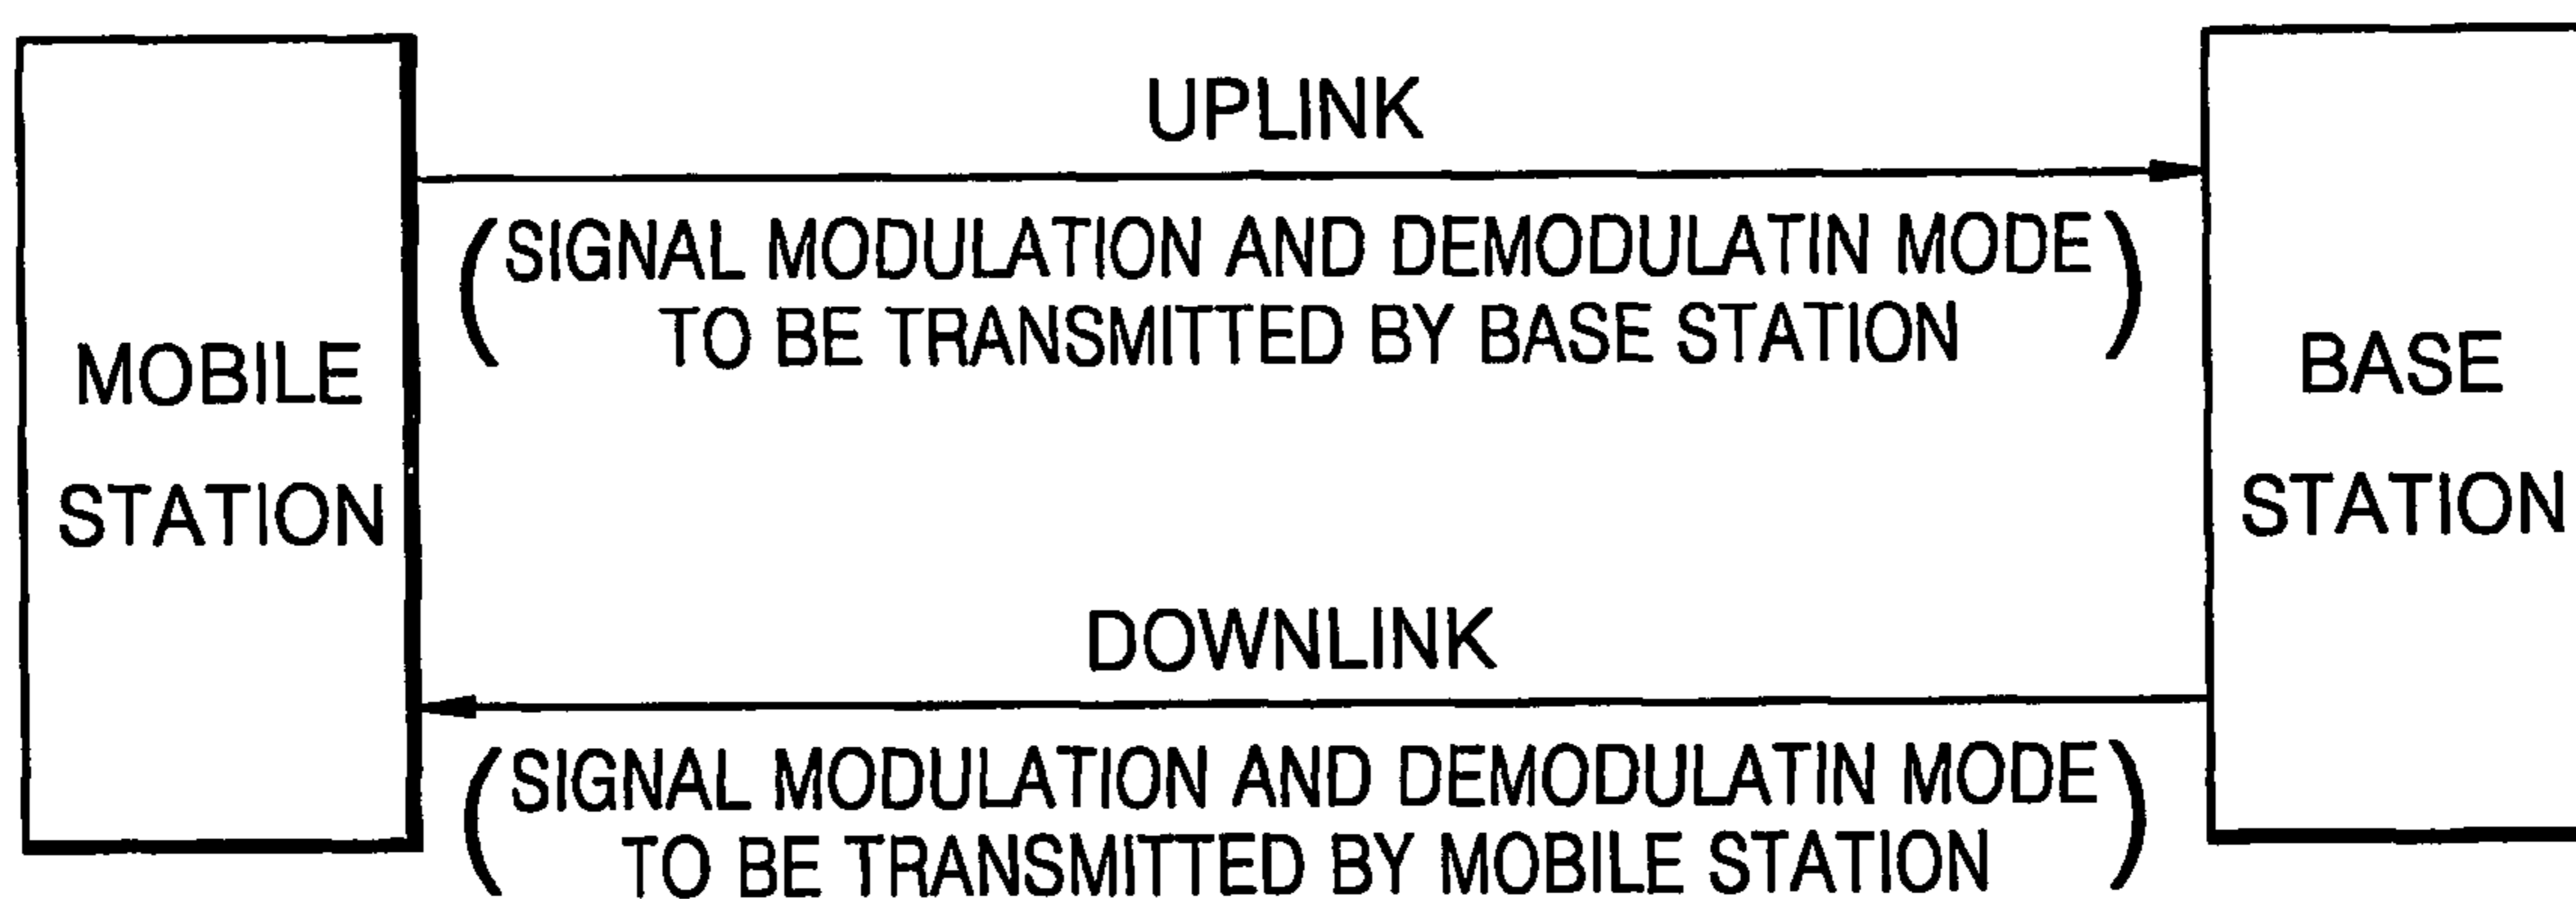 UPLINK
(SIGNAL MODULATION AND DEMODULATIN MODE
TO BE TRANSMITTED BY BASE STATION)
MOBILE
STATION
BASE
STATION
DOWNLINK
(SIGNAL MODULATION AND DEMODULATIN MODE
TO BE TRANSMITTED BY MOBILE STATION)